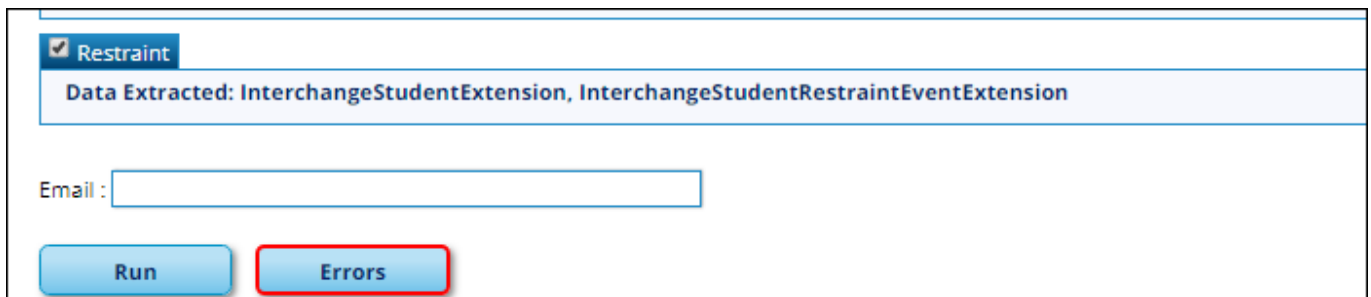 Restraint
Data Extracted: InterchangeStudentExtension, InterchangeStudentRestraintEventExtension
Email :
Run Errors